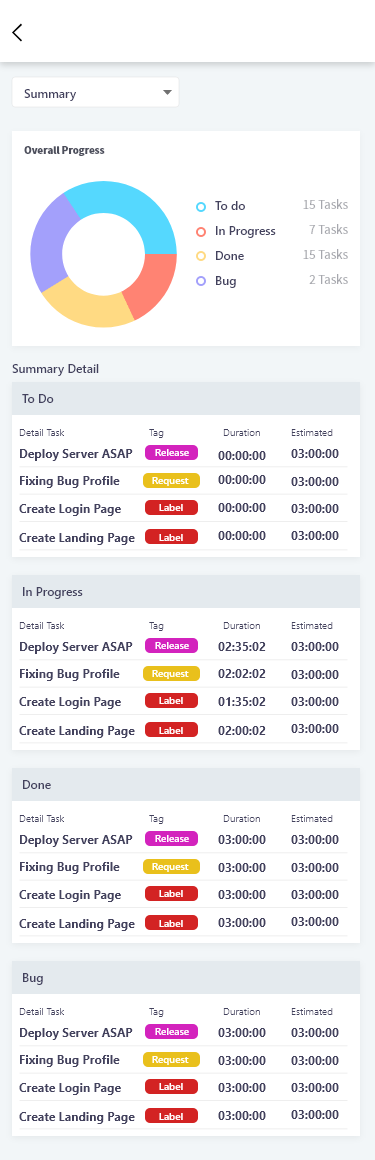 Summary
Overall Progress
To do 15 Tasks
In Progress 7 Tasks
Done 15 Tasks
Bug 2 Tasks
Summary Detail
To Do
Detail Task Tag Duration Estimated
Deploy Server ASAP Release 00:00:00 03:00:00
Fixing Bug Profile Request 00:00:00 03:00:00
Create Login Page Label 00:00:00 03:00:00
Create Landing Page Label 00:00:00 03:00:00
In Progress
Detail Task Tag Duration Estimated
Deploy Server ASAP Release 02:35:02 03:00:00
Fixing Bug Profile Request 02:02:02 03:00:00
Create Login Page Label 01:35:02 03:00:00
Create Landing Page Label 02:00:02 03:00:00
Done
Detail Task Tag Duration Estimated
Deploy Server ASAP Release 03:00:00 03:00:00
Fixing Bug Profile Request 03:00:00 03:00:00
Create Login Page Label 03:00:00 03:00:00
Create Landing Page Label 03:00:00 03:00:00
Bug
Detail Task Tag Duration Estimated
Deploy Server ASAP Release 03:00:00 03:00:00
Fixing Bug Profile Request 03:00:00 03:00:00
Create Login Page Label 03:00:00 03:00:00
Create Landing Page Label 03:00:00 03:00:00